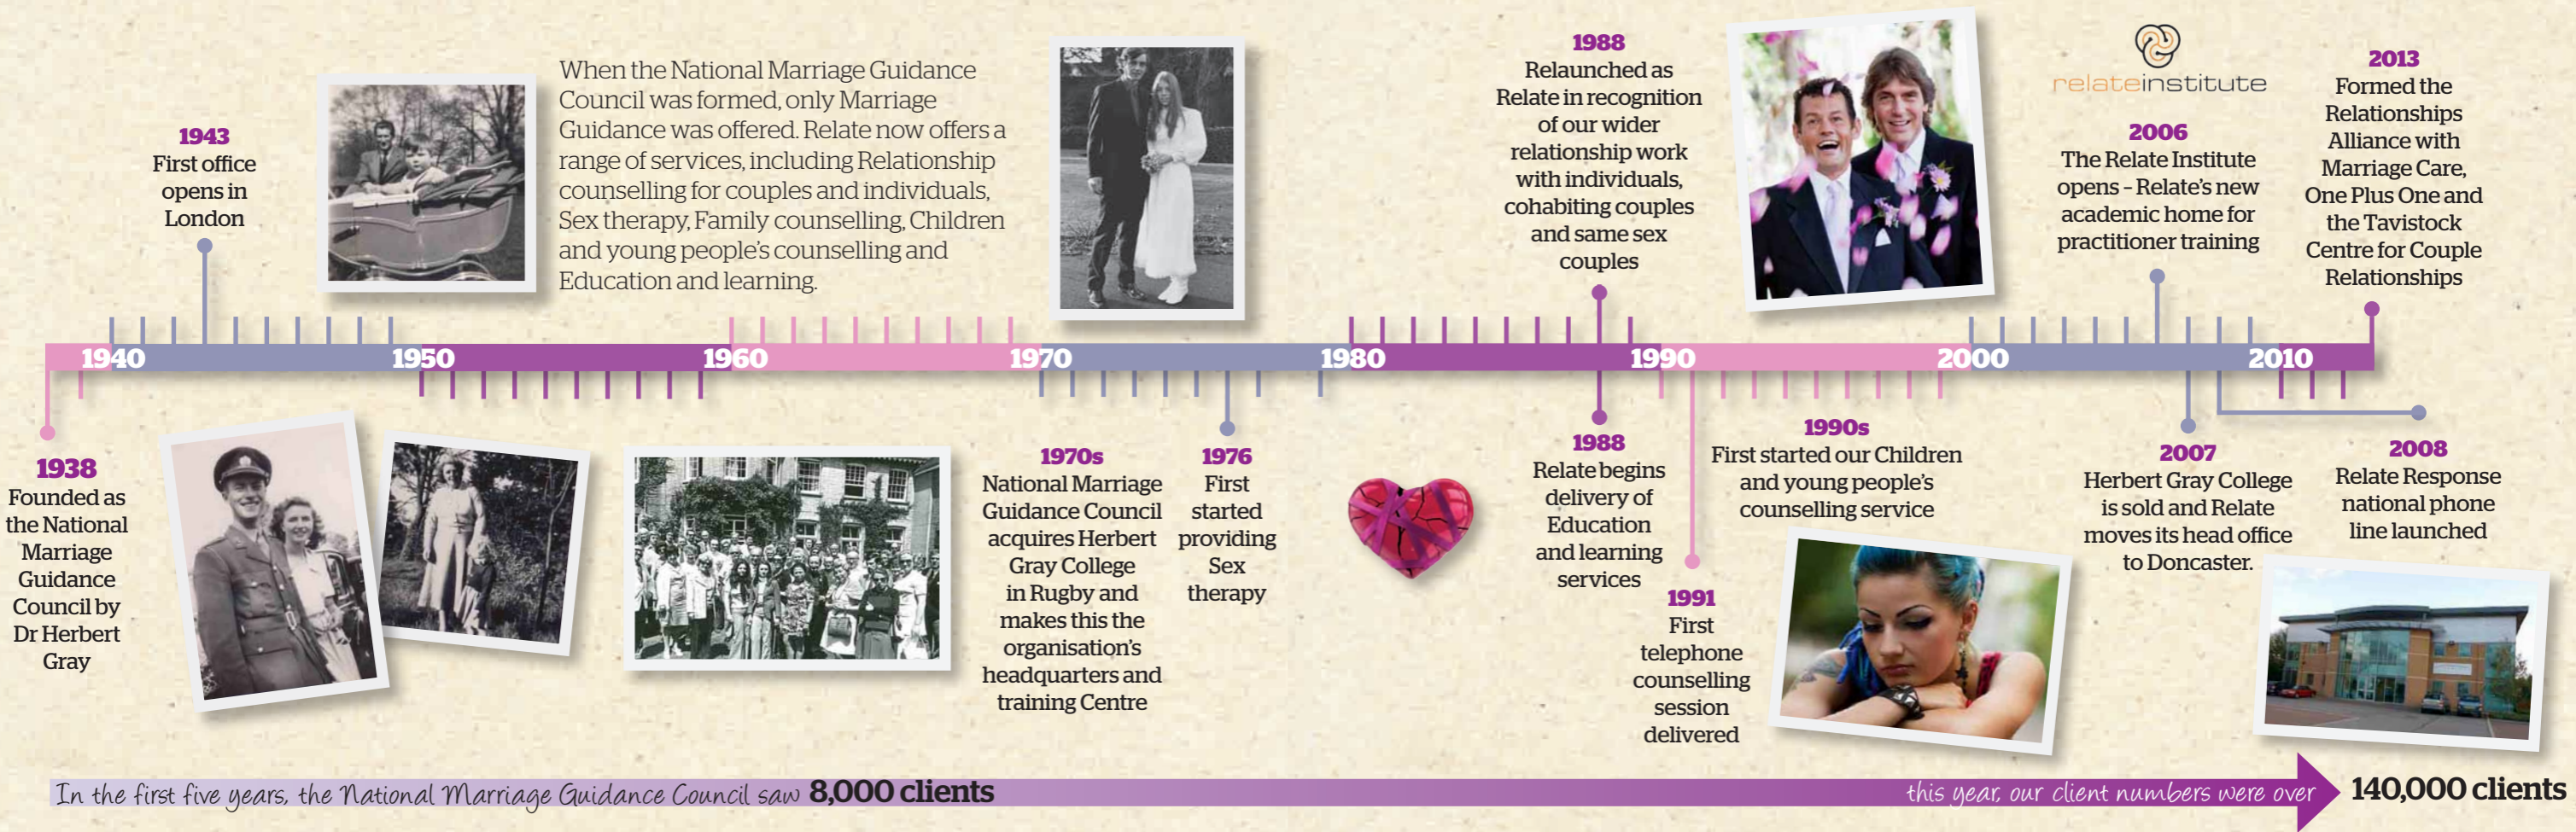 1943
First office
opens in
London
When the National Marriage Guidance
Council was formed, only Marriage
Guidance was offered. Relate now offers a
range of services, including Relationship
counselling for couples and individuals,
Sex therapy, Family counselling, Children
and young people's counselling and
Education and learning.
1988
Relaunched as
Relate in recognition
of our wider
relationship work
with individuals,
cohabiting couples
and same sex
couples
relateinstitute
2006
The Relate Institute
opens – Relate's new
academic home for
practitioner training
2013
Formed the
Relationships
Alliance with
Marriage Care,
One Plus One and
the Tavistock
Centre for Couple
Relationships
1940 1950 1960 1970 1980 1990 2000 2010
1938
Founded as
the National
Marriage
Guidance
Council by
Dr Herbert
Gray
1970s
National Marriage
Guidance Council
acquires Herbert
Gray College
in Rugby and
makes this the
organisation's
headquarters and
training Centre
1976
First
started
providing
Sex
therapy
1988
Relate begins
delivery of
Education
and learning
services
1991
First
telephone
counselling
session
delivered
1990s
First started our Children
and young people's
counselling service
2007
Herbert Gray College
is sold and Relate
moves its head office
to Doncaster.
2008
Relate Response
national phone
line launched
In the first five years, the National Marriage Guidance Council saw 8,000 clients
this year, our client numbers were over 140,000 clients